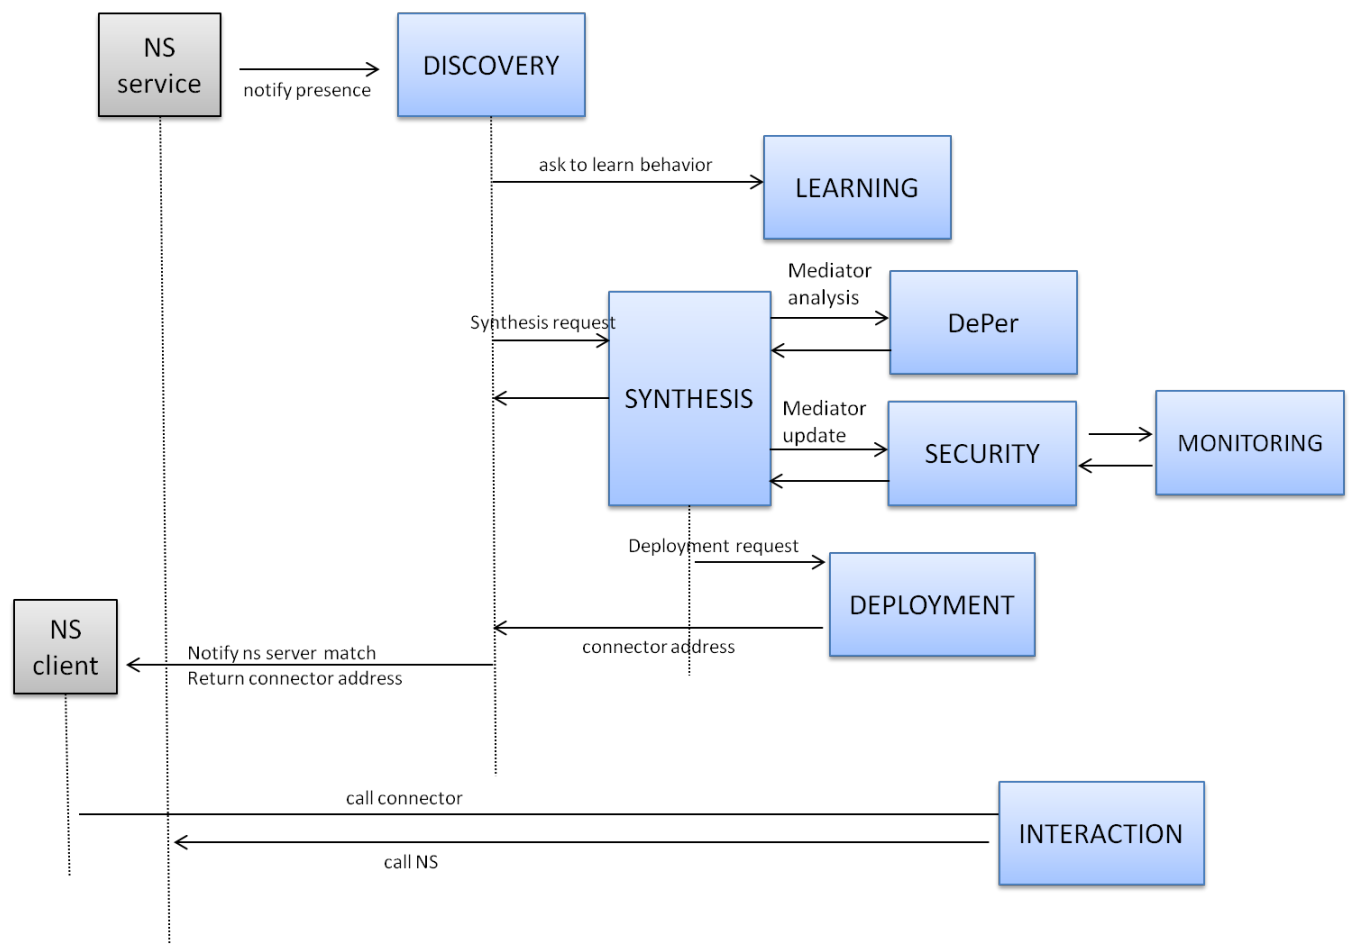 NS
service
notify presence
DISCOVERY
ask to learn behavior
LEARNING
Mediator
analysis
DePer
Synthesis request
SYNTHESIS
Mediator
update
SECURITY
MONITORING
Deployment request
DEPLOYMENT
connector address
NS
client
Notify ns server match
Return connector address
call connector
INTERACTION
call NS